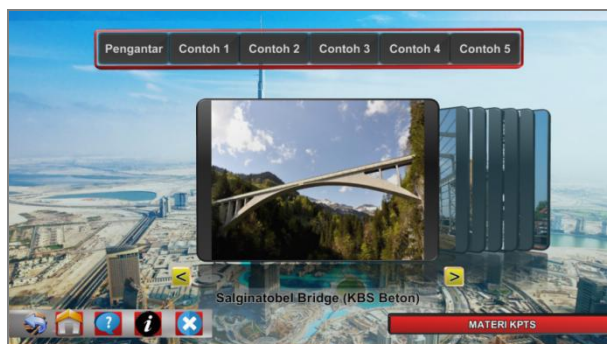 Pengantar Contoh 1 Contoh 2 Contoh 3 Contoh 4 Contoh 5
< >
Salginatobel Bridge (KBS Beton)
? i
MATERI KPTS